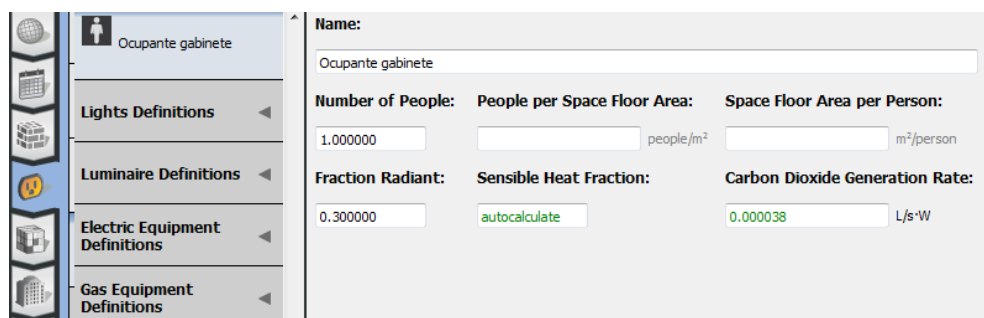 Ocupante gabinete
Lights Definitions
Luminaire Definitions
Electric Equipment
Definitions
Gas Equipment
Definitions
Name:
Ocupante gabinete
Number of People: People per Space Floor Area: Space Floor Area per Person:
1.000000 people/m² m²/person
Fraction Radiant: Sensible Heat Fraction: Carbon Dioxide Generation Rate:
0.300000 autocalculate 0.000038 L/s·W